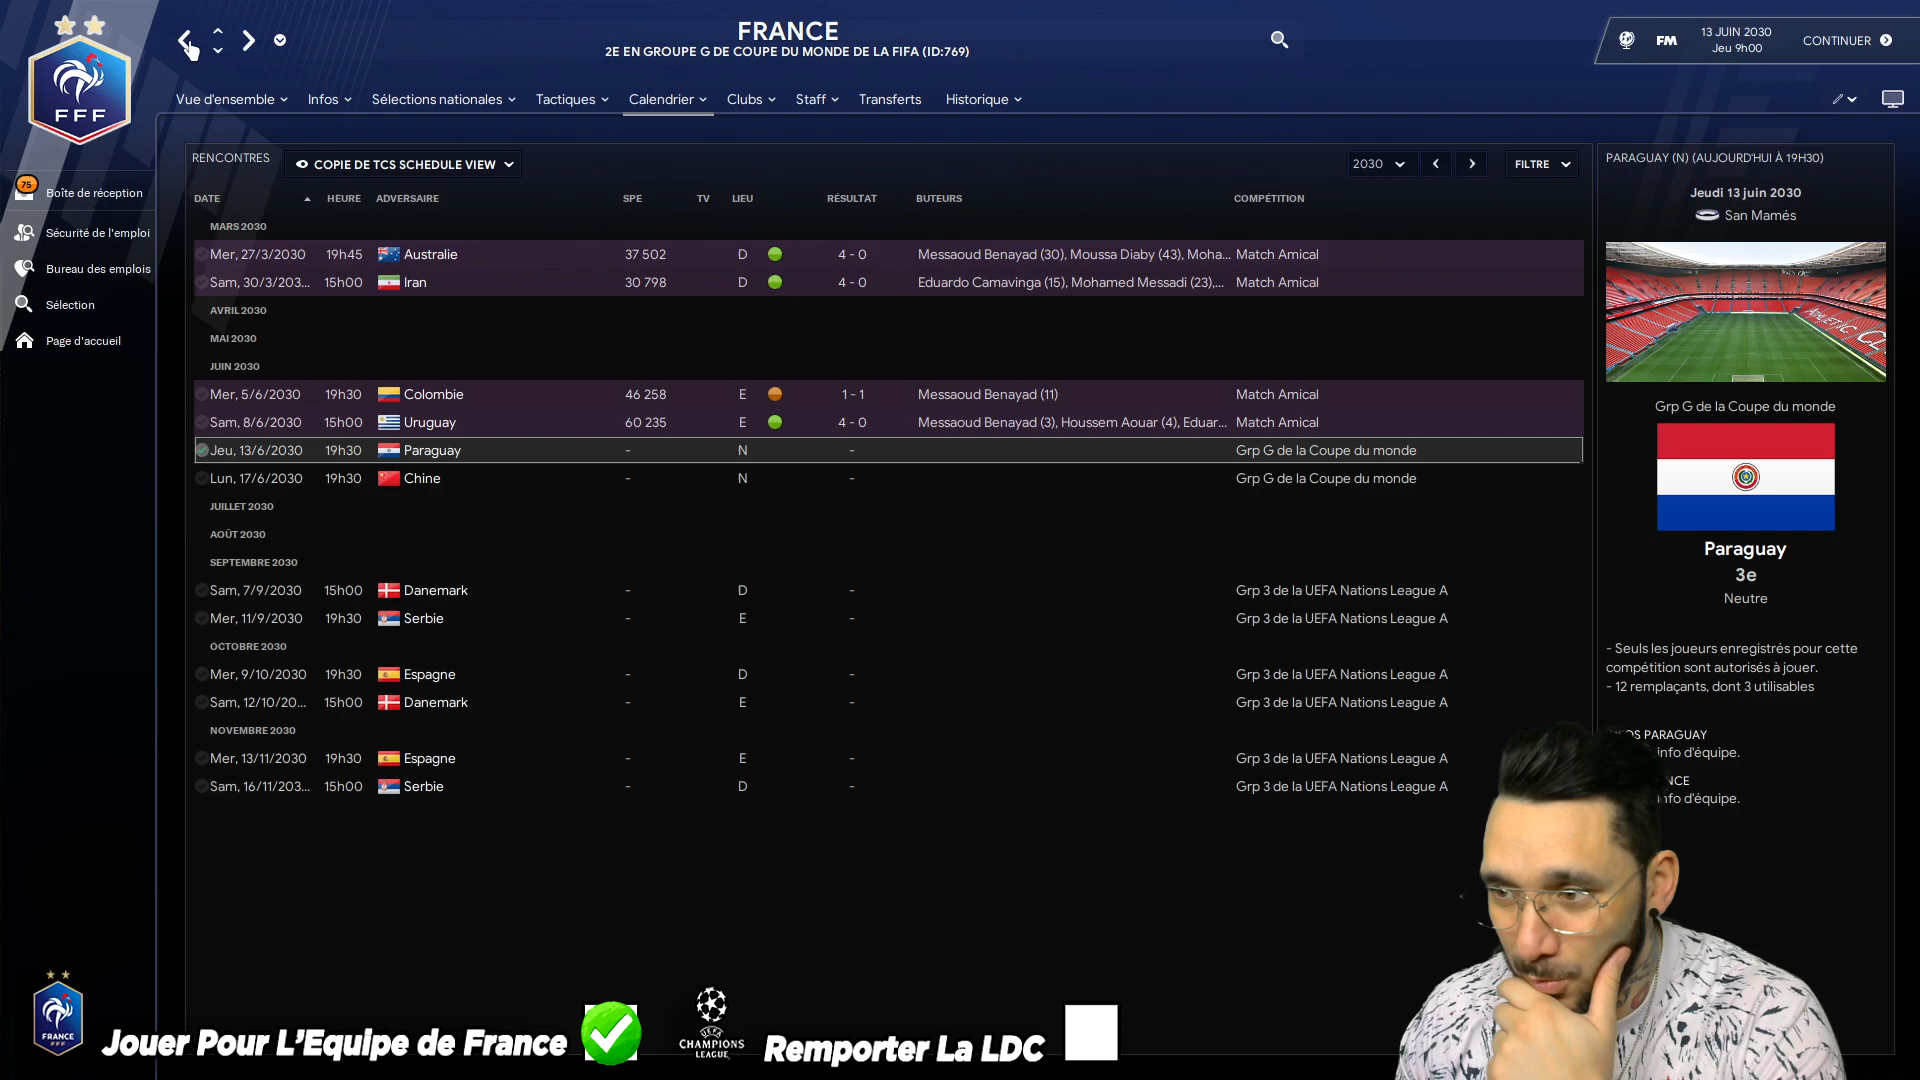 FRANCE
2E EN GROUPE G DE COUPE DU MONDE DE LA FIFA (ID:769)
FM
13 JUIN 2030
Jeu 9h00
CONTINUER
FFF
Vue d'ensemble
Infos
Sélections nationales
Tactiques
Calendrier
Clubs
Staff
Transferts
Historique
75
Boîte de réception
Sécurité de l'emploi
Bureau des emplois
Sélection
Page d'accueil
RENCONTRES
COPIE DE TCS SCHEDULE VIEW
2030
FILTRE
DATE HEURE ADVERSAIRE SPE TV LIEU RÉSULTAT BUTEURS COMPÉTITION
MARS 2030
Mer, 27/3/2030 19h45 Australie 37 502 D 4 - 0 Messaoud Benayad (30), Moussa Diaby (43), Moha... Match Amical
Sam, 30/3/203... 15h00 Iran 30 798 D 4 - 0 Eduardo Camavinga (15), Mohamed Messadi (23),... Match Amical
AVRIL 2030
MAI 2030
JUIN 2030
Mer, 5/6/2030 19h30 Colombie 46 258 E 1 - 1 Messaoud Benayad (11) Match Amical
Sam, 8/6/2030 15h00 Uruguay 60 235 E 4 - 0 Messaoud Benayad (3), Houssem Aouar (4), Eduar... Match Amical
Jeu, 13/6/2030 19h30 Paraguay - N - Grp G de la Coupe du monde
Lun, 17/6/2030 19h30 Chine - N - Grp G de la Coupe du monde
JUILLET 2030
AOÛT 2030
SEPTEMBRE 2030
Sam, 7/9/2030 15h00 Danemark - D - Grp 3 de la UEFA Nations League A
Mer, 11/9/2030 19h30 Serbie - E - Grp 3 de la UEFA Nations League A
OCTOBRE 2030
Mer, 9/10/2030 19h30 Espagne - D - Grp 3 de la UEFA Nations League A
Sam, 12/10/20... 15h00 Danemark - E - Grp 3 de la UEFA Nations League A
NOVEMBRE 2030
Mer, 13/11/2030 19h30 Espagne - E - Grp 3 de la UEFA Nations League A
Sam, 16/11/203... 15h00 Serbie - D - Grp 3 de la UEFA Nations League A
PARAGUAY (N) (AUJOURD'HUI À 19H30)
Jeudi 13 juin 2030
San Mamés
ATHLETIC CL
Grp G de la Coupe du monde
Paraguay
3e
Neutre
- Seuls les joueurs enregistrés pour cette
compétition sont autorisés à jouer.
- 12 remplaçants, dont 3 utilisables
OS PARAGUAY
info d'équipe.
NCE
info d'équipe.
FRANCE
FFF
Jouer Pour L'Equipe de France
UEFA
CHAMPIONS
LEAGUE
Remporter La LDC